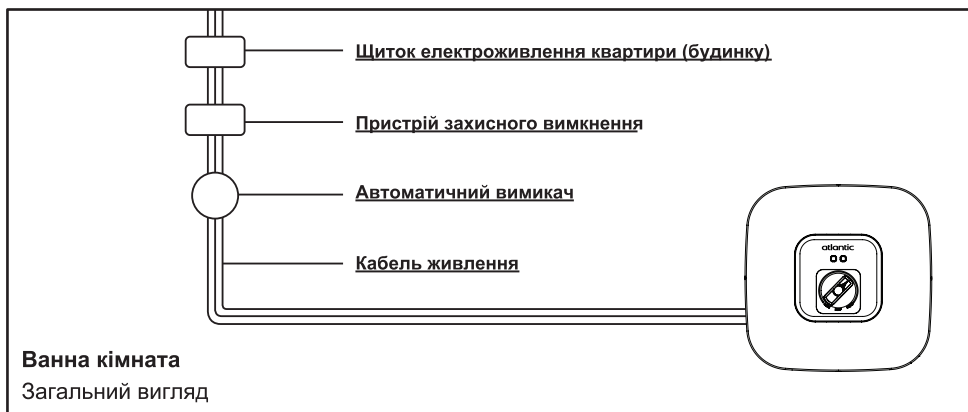 Щиток електроживлення квартири (будинку)
Пристрій захисного вимкнення
Автоматичний вимикач
Кабель живлення
atlantic
Ванна кімната
Загальний вигляд